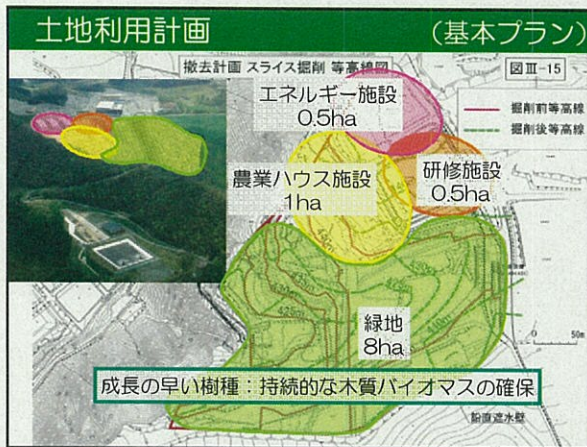 土地利用計画 (基本プラン)
撤去計画 スライス掘削 等高線図
図Ⅲ-15
エネルギー施設
0.5ha
掘削前等高線
掘削後等高線
農業ハウス施設
1ha
研修施設
0.5ha
緑地
8ha
0 50m
成長の早い樹種：持続的な木質バイオマスの確保
鉛直遮水壁